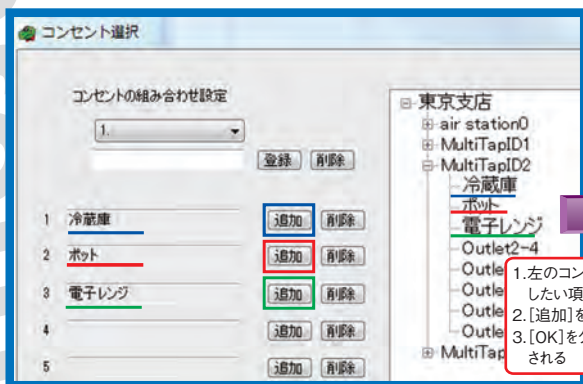 コンセント選択
コンセントの組み合わせ設定
1.
登録 削除
1 冷蔵庫 追加 削除
2 ポット 追加 削除
3 電子レンジ 追加 削除
4 追加 削除
5 追加 削除
東京支店
air station0
MultiTapID1
MultiTapID2
冷蔵庫
ポット
電子レンジ
Outlet2-4
Outle
Outle
Outle
Outle
MultiTap
1.左のコン
したい項
2.[追加]を
3.[OK]を
される